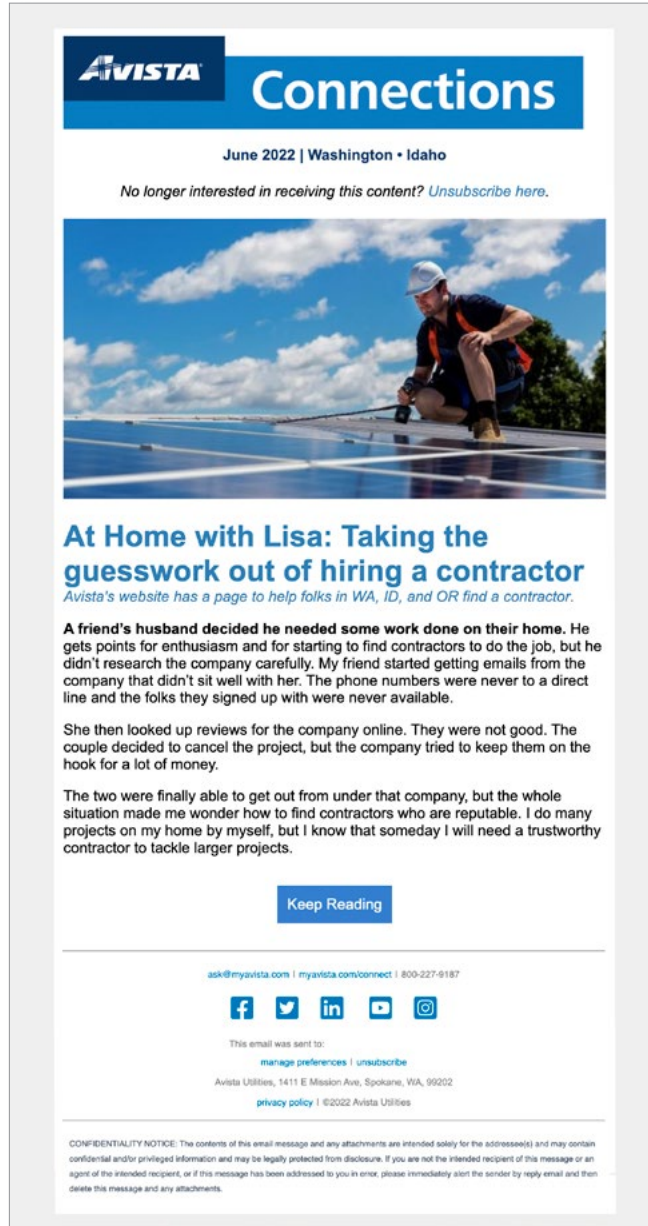 AVISTA
Connections
June 2022 | Washington • Idaho
No longer interested in receiving this content? Unsubscribe here.
At Home with Lisa: Taking the
guesswork out of hiring a contractor
Avista's website has a page to help folks in WA, ID, and OR find a contractor.
A friend's husband decided he needed some work done on their home. He
gets points for enthusiasm and for starting to find contractors to do the job, but he
didn't research the company carefully. My friend started getting emails from the
company that didn't sit well with her. The phone numbers were never to a direct
line and the folks they signed up with were never available.
She then looked up reviews for the company online. They were not good. The
couple decided to cancel the project, but the company tried to keep them on the
hook for a lot of money.
The two were finally able to get out from under that company, but the whole
situation made me wonder how to find contractors who are reputable. I do many
projects on my home by myself, but I know that someday I will need a trustworthy
contractor to tackle larger projects.
Keep Reading
ask@myavista.com | myavista.com/connect | 800-227-9187
This email was sent to:
manage preferences | unsubscribe
Avista Utilities, 1411 E Mission Ave, Spokane, WA, 99202
privacy policy | ©2022 Avista Utilities
CONFIDENTIALITY NOTICE: The contents of this email message and any attachments are intended solely for the addressee(s) and may contain
confidential and/or privileged information and may be legally protected from disclosure. If you are not the intended recipient of this message or an
agent of the intended recipient, or if this message has been addressed to you in error, please immediately alert the sender by reply email and then
delete this message and any attachments.